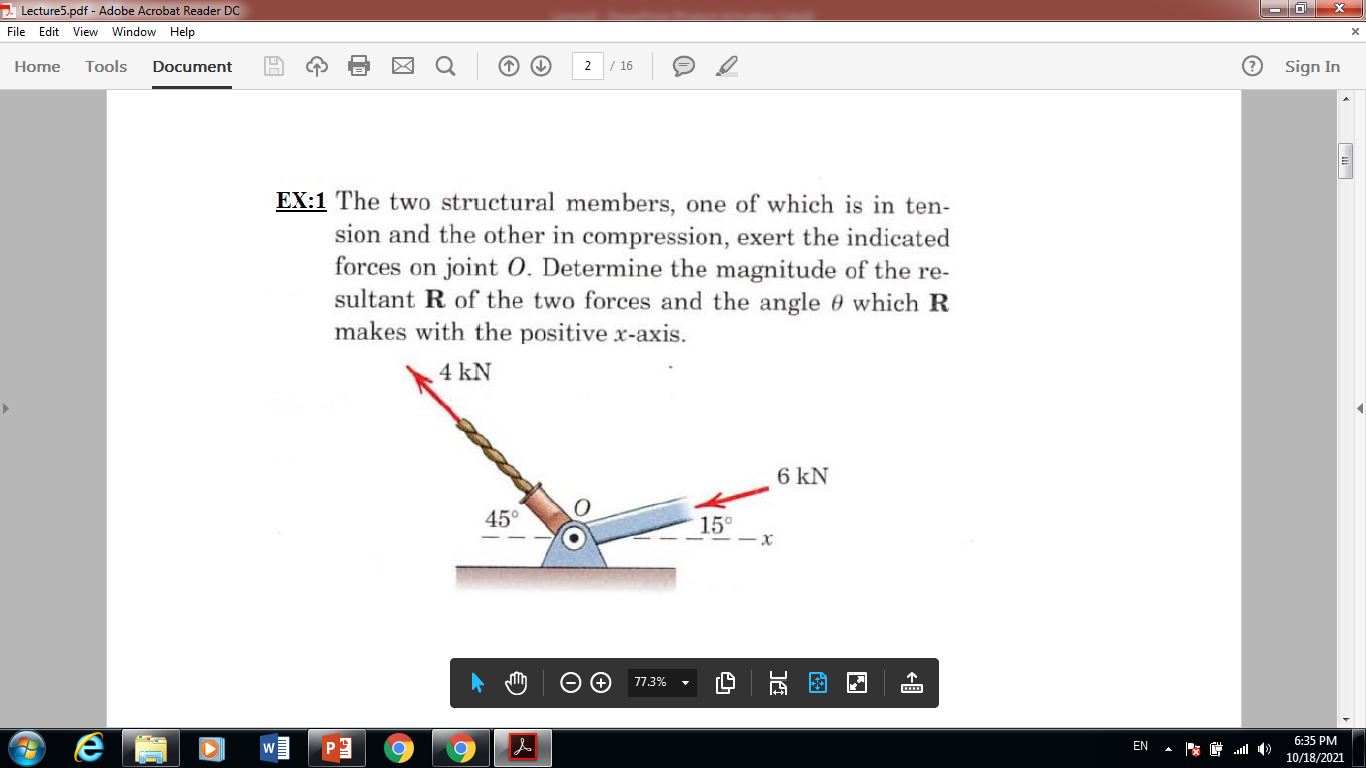 Lecture5.pdf - Adobe Acrobat Reader DC
File Edit View Window Help
Home Tools Document 2 / 16 Sign In
EX:1 The two structural members, one of which is in ten-
sion and the other in compression, exert the indicated
forces on joint O. Determine the magnitude of the re-
sultant R of the two forces and the angle θ which R
makes with the positive x-axis.
4 kN
6 kN
O
45°
15°
x
77.3%
EN
6:35 PM
10/18/2021